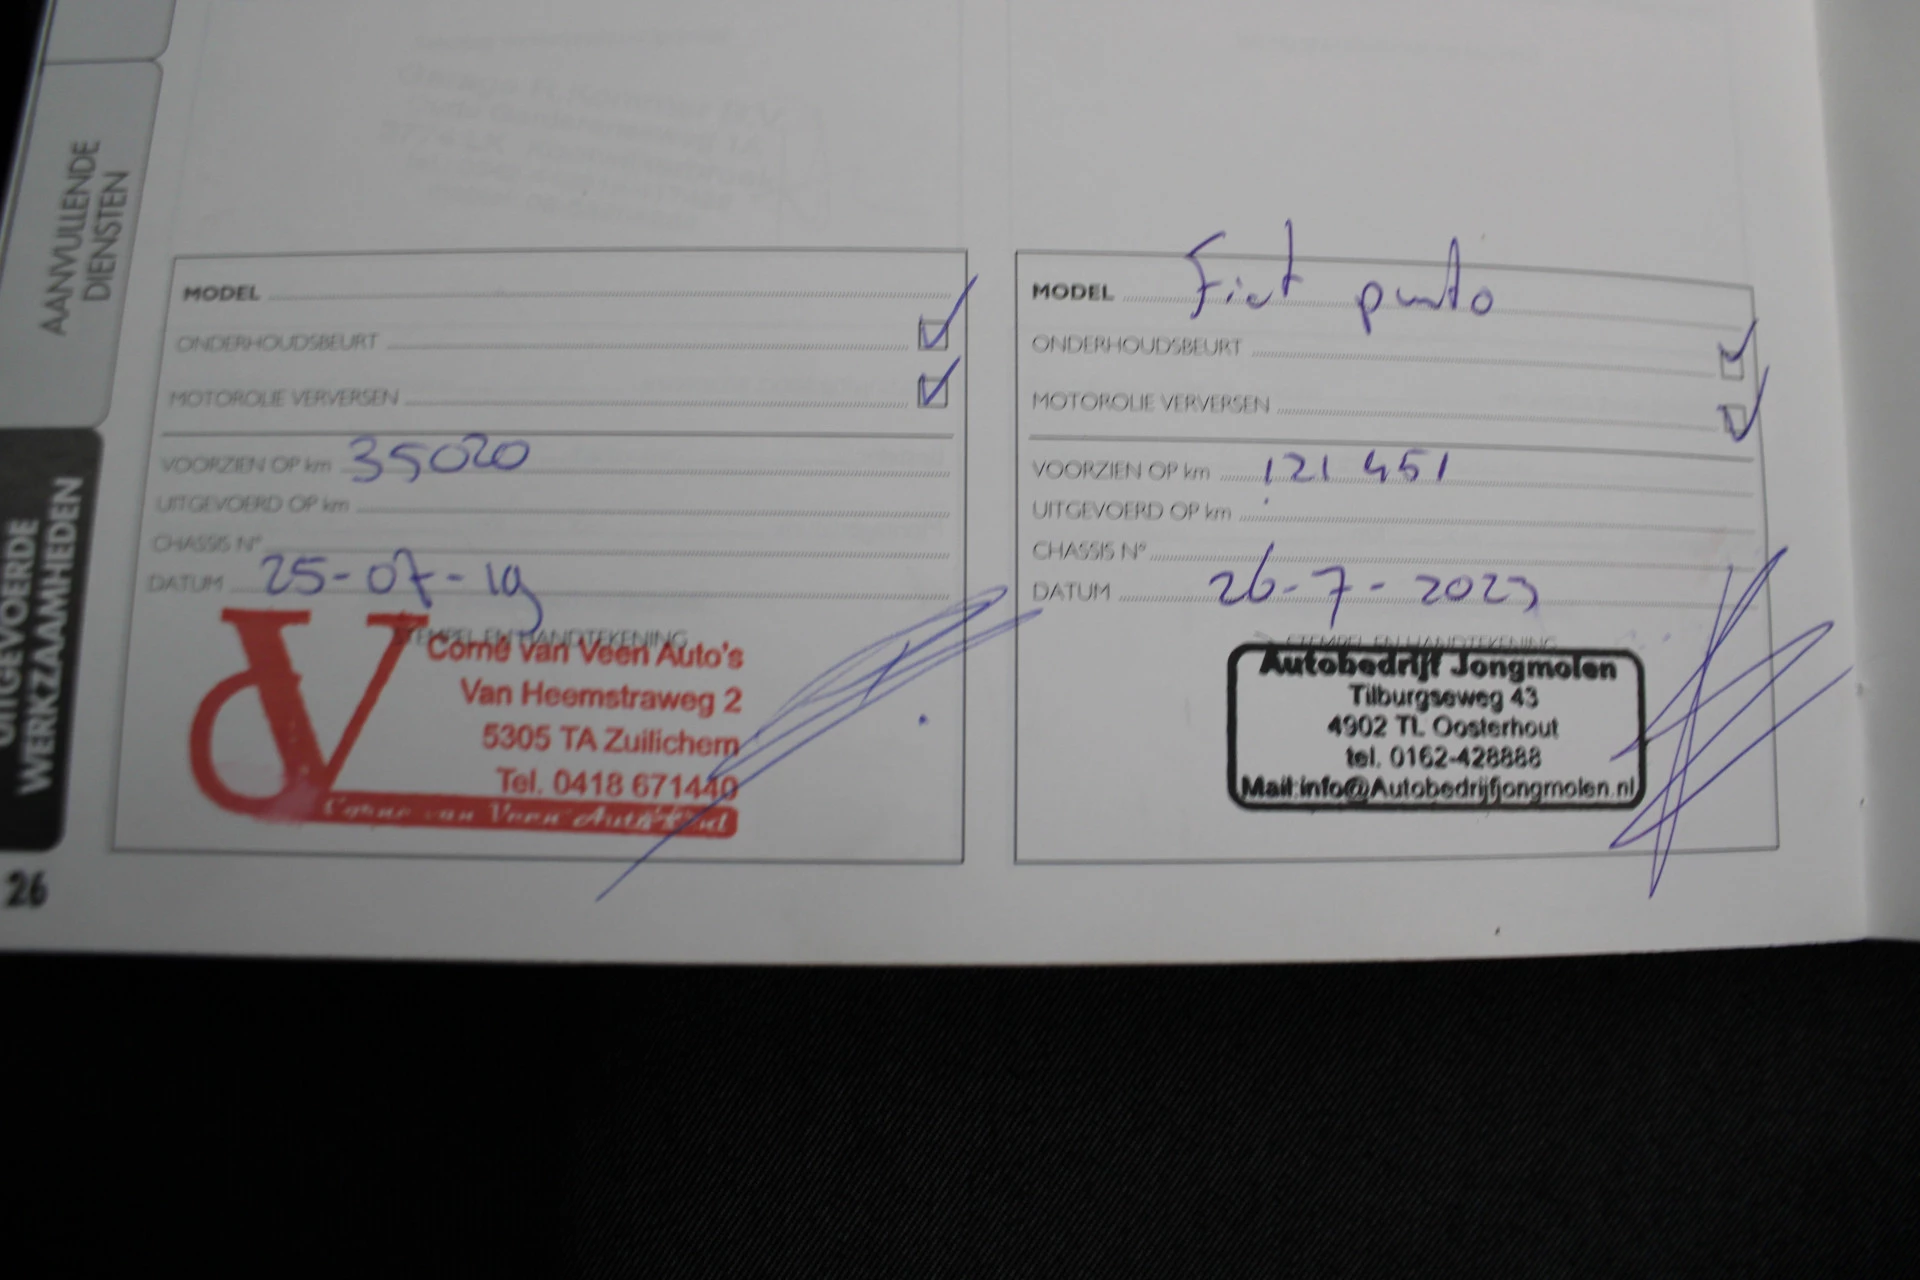 AANVULLENDE
DIENSTEN
UITGEVOERDE
WERKZAAMHEDEN
26
MODEL
ONDERHOUDSBEURT
MOTOROLIE VERVERSEN
VOORZIEN OP km 35020
UITGEVOERD OP km
CHASSIS N°
DATUM 25-07-19
STEMPEL EN HANDTEKENING
Corné van Veen Auto's
Van Heemstraweg 2
5305 TA Zuilichem
Tel. 0418 671440
MODEL Fiat punto
ONDERHOUDSBEURT
MOTOROLIE VERVERSEN
VOORZIEN OP km 121 451
UITGEVOERD OP km
CHASSIS N°
DATUM 26-7-2023
STEMPEL EN HANDTEKENING
Autobedrijf Jongmolen
Tilburgseweg 43
4902 TL Oosterhout
tel. 0162-428888
Mail:info@Autobedrijfjongmolen.nl